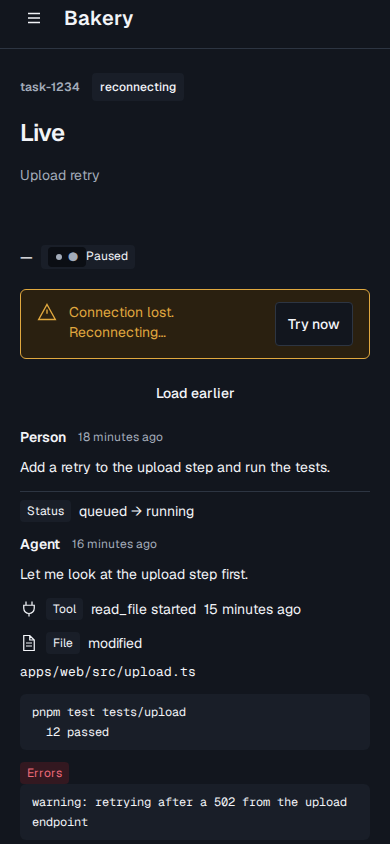 Bakery
task-1234 reconnecting
Live
Upload retry
— Paused
Connection lost.
Reconnecting…
Try now
Load earlier
Person 18 minutes ago
Add a retry to the upload step and run the tests.
Status queued → running
Agent 16 minutes ago
Let me look at the upload step first.
Tool read_file started 15 minutes ago
File modified
apps/web/src/upload.ts
pnpm test tests/upload
12 passed
Errors
warning: retrying after a 502 from the upload
endpoint